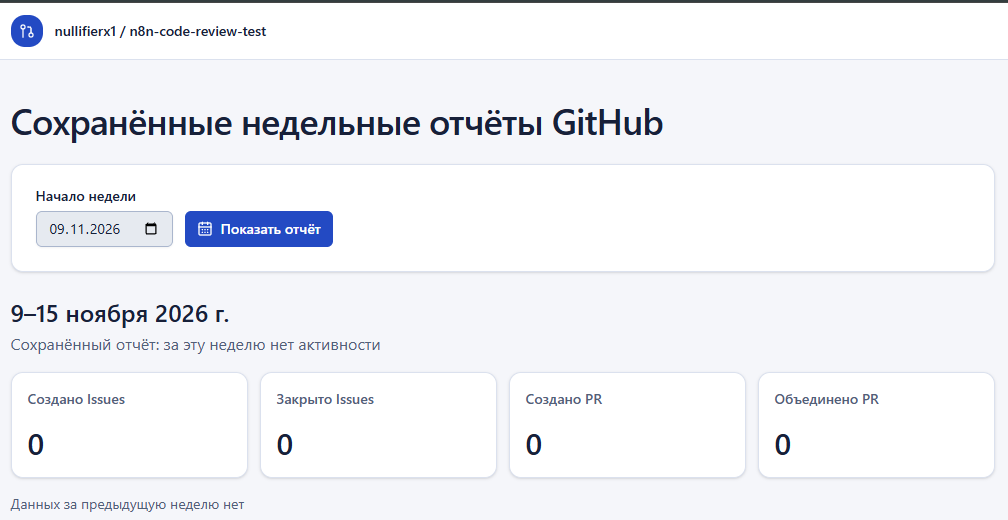 nullifierx1 / n8n-code-review-test
Сохранённые недельные отчёты GitHub
Начало недели
09.11.2026
Показать отчёт
9–15 ноября 2026 г.
Сохранённый отчёт: за эту неделю нет активности
Создано Issues
Закрыто Issues
Создано PR
Объединено PR
0
0
0
0
Данных за предыдущую неделю нет